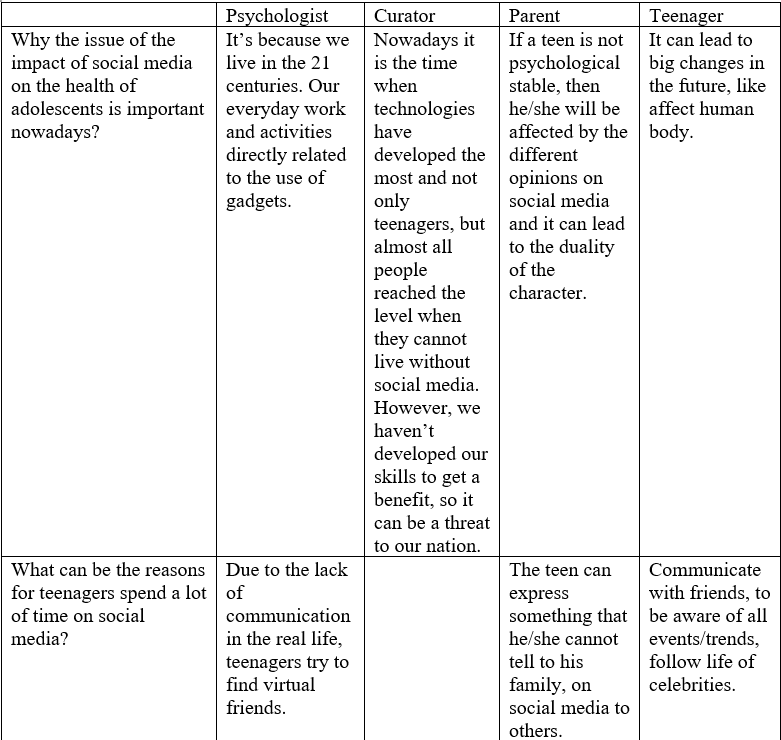 Psychologist
Curator
Parent
Teenager
Why the issue of the
impact of social media
on the health of
adolescents is important
nowadays?
It’s because we
live in the 21
centuries. Our
everyday work
and activities
directly related
to the use of
gadgets.
Nowadays it
is the time
when
technologies
have
developed the
most and not
only
teenagers, but
almost all
people
reached the
level when
they cannot
live without
social media.
However, we
haven’t
developed our
skills to get a
benefit, so it
can be a threat
to our nation.
If a teen is not
psychological
stable, then
he/she will be
affected by the
different
opinions on
social media
and it can lead
to the duality
of the
character.
It can lead to
big changes in
the future, like
affect human
body.
What can be the reasons
for teenagers spend a lot
of time on social
media?
Due to the lack
of
communication
in the real life,
teenagers try to
find virtual
friends.
The teen can
express
something that
he/she cannot
tell to his
family, on
social media to
others.
Communicate
with friends, to
be aware of all
events/trends,
follow life of
celebrities.